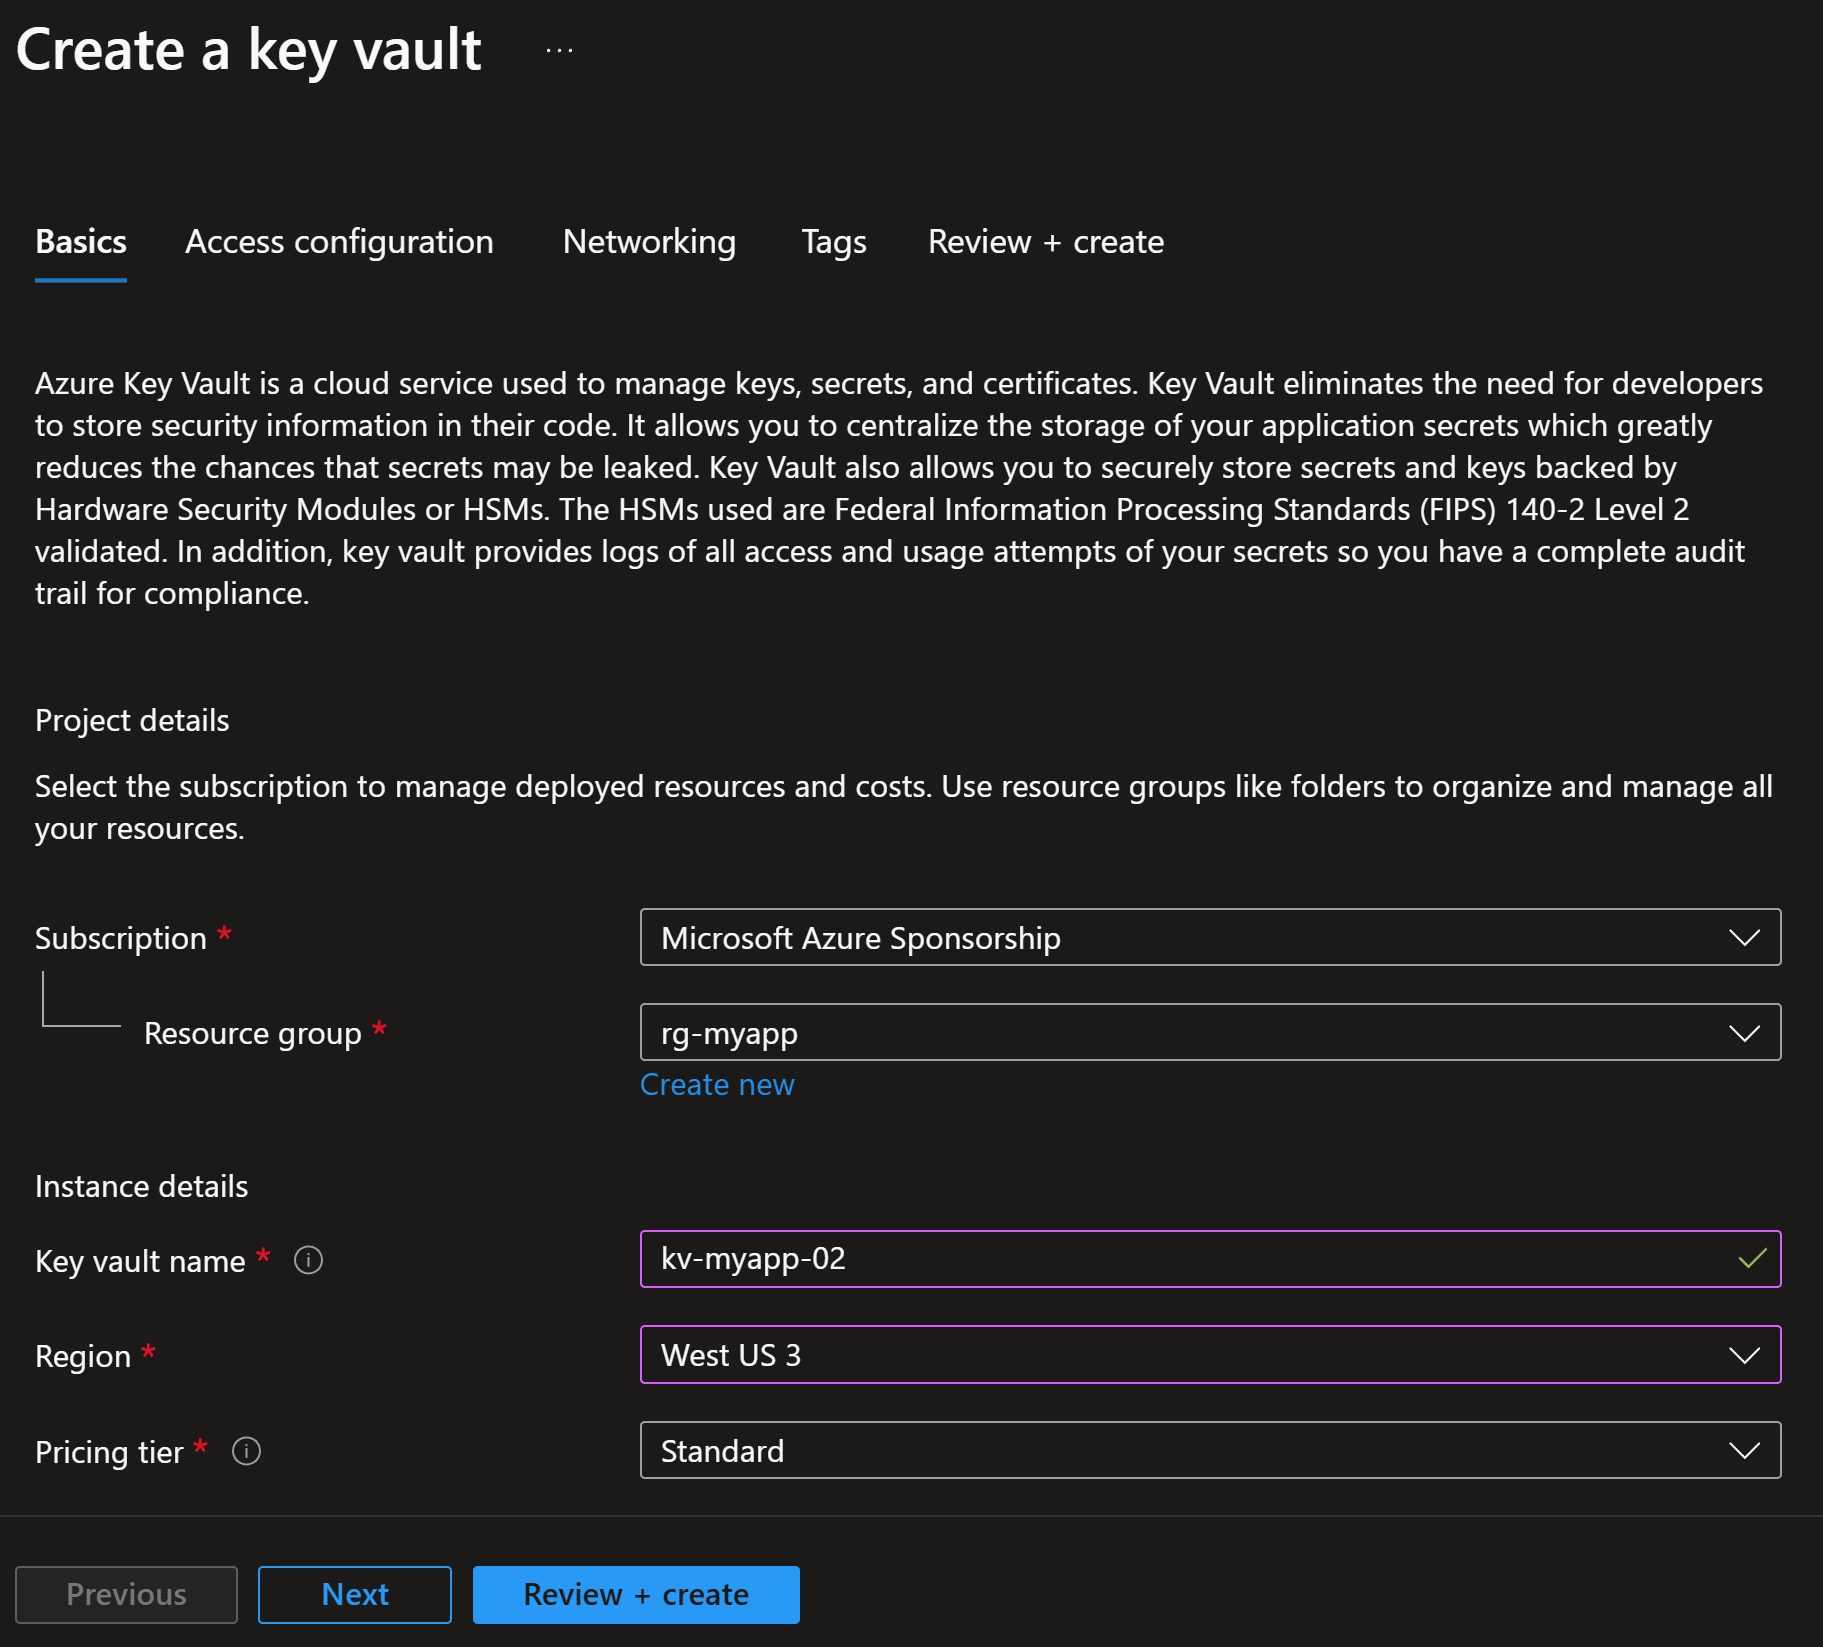 Create a key vault ...
Basics Access configuration Networking Tags Review + create
Azure Key Vault is a cloud service used to manage keys, secrets, and certificates. Key Vault eliminates the need for developers
to store security information in their code. It allows you to centralize the storage of your application secrets which greatly
reduces the chances that secrets may be leaked. Key Vault also allows you to securely store secrets and keys backed by
Hardware Security Modules or HSMs. The HSMs used are Federal Information Processing Standards (FIPS) 140-2 Level 2
validated. In addition, key vault provides logs of all access and usage attempts of your secrets so you have a complete audit
trail for compliance.
Project details
Select the subscription to manage deployed resources and costs. Use resource groups like folders to organize and manage all
your resources.
Subscription * Microsoft Azure Sponsorship
Resource group * rg-myapp
Create new
Instance details
Key vault name * kv-myapp-02
Region * West US 3
Pricing tier * Standard
Previous Next Review + create